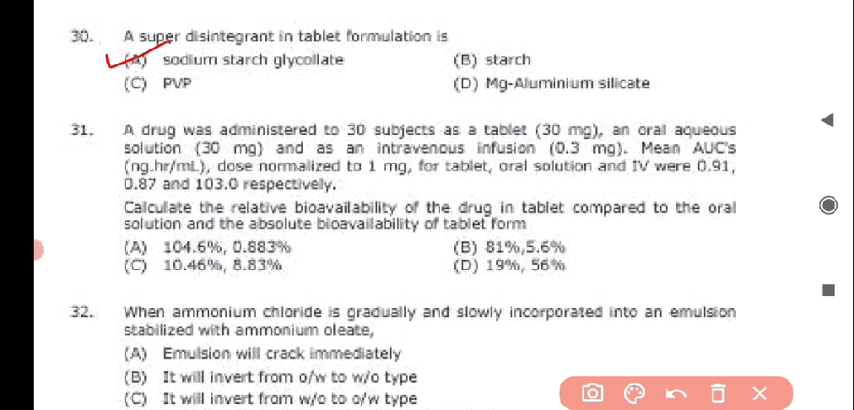 30. A super disintegrant in tablet formulation is
(A) sodium starch glycollate (B) starch
(C) PVP (D) Mg-Aluminium silicate
31. A drug was administered to 30 subjects as a tablet (30 mg), an oral aqueous
solution (30 mg) and as an intravenous infusion (0.3 mg). Mean AUC's
(ng.hr/mL), dose normalized to 1 mg, for tablet, oral solution and IV were 0.91,
0.87 and 103.0 respectively.
Calculate the relative bioavailability of the drug in tablet compared to the oral
solution and the absolute bioavailability of tablet form
(A) 104.6%, 0.883% (B) 81%,5.6%
(C) 10.46%, 8.83% (D) 19%, 56%
32. When ammonium chloride is gradually and slowly incorporated into an emulsion
stabilized with ammonium oleate,
(A) Emulsion will crack immediately
(B) It will invert from o/w to w/o type
(C) It will invert from w/o to o/w type